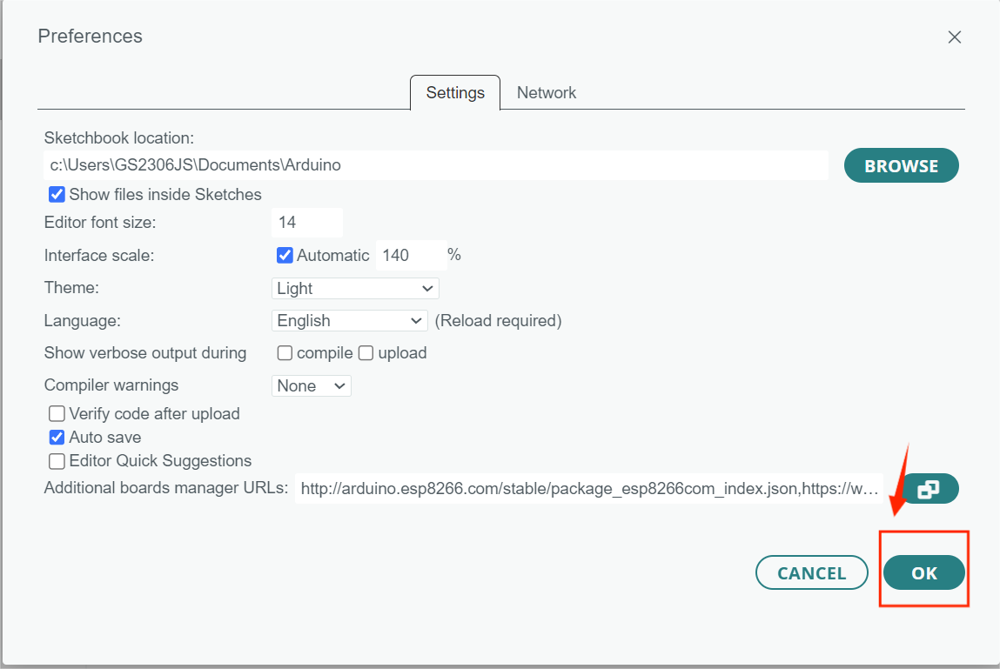 Preferences
Settings Network
Sketchbook location:
c:\Users\GS2306JS\Documents\Arduino
BROWSE
Show files inside Sketches
Editor font size: 14
Interface scale: Automatic 140 %
Theme: Light
Language: English (Reload required)
Show verbose output during compile upload
Compiler warnings None
Verify code after upload
Auto save
Editor Quick Suggestions
Additional boards manager URLs: http://arduino.esp8266.com/stable/package_esp8266com_index.json,https://w...
CANCEL OK